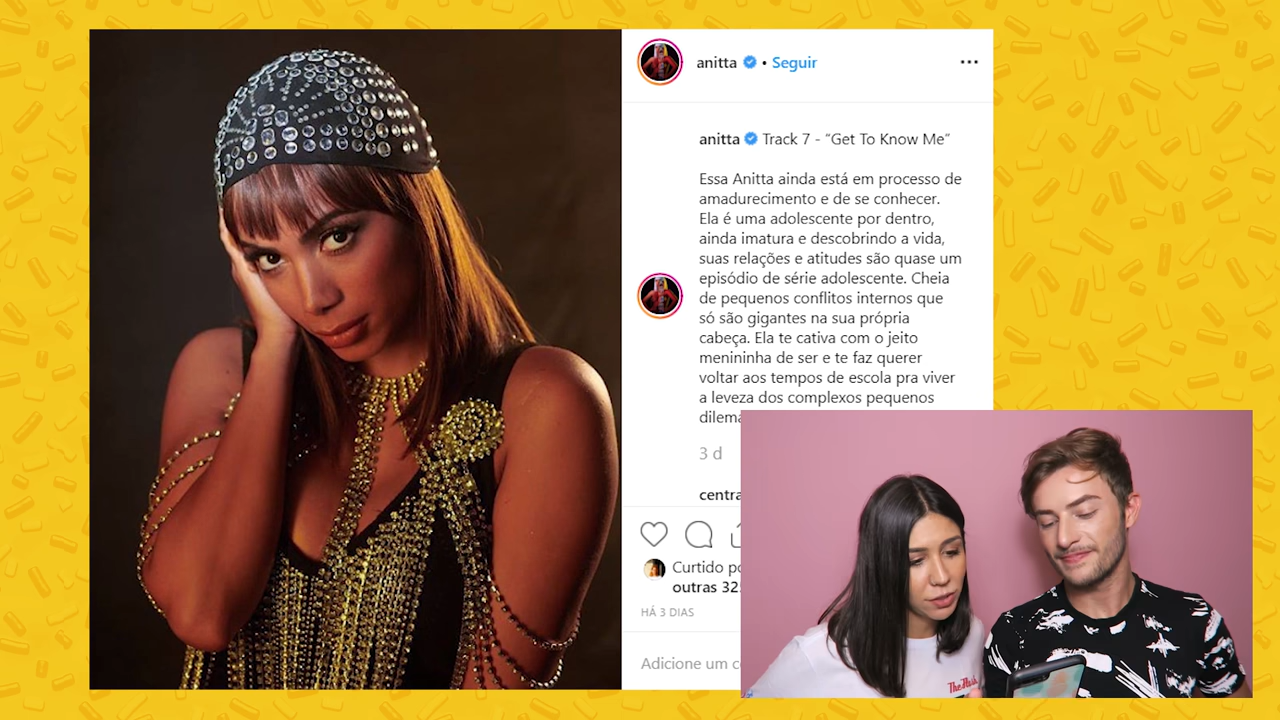 anitta • Seguir
anitta Track 7 - “Get To Know Me”
Essa Anitta ainda está em processo de
amadurecimento e de se conhecer.
Ela é uma adolescente por dentro,
ainda imatura e descobrindo a vida,
suas relações e atitudes são quase um
episódio de série adolescente. Cheia
de pequenos conflitos internos que
só são gigantes na sua própria
cabeça. Ela te cativa com o jeito
menininha de ser e te faz querer
voltar aos tempos de escola pra viver
a leveza dos complexos pequenos
3 d
Curtido
outras
HÁ 3 DIAS
Adicione um
The